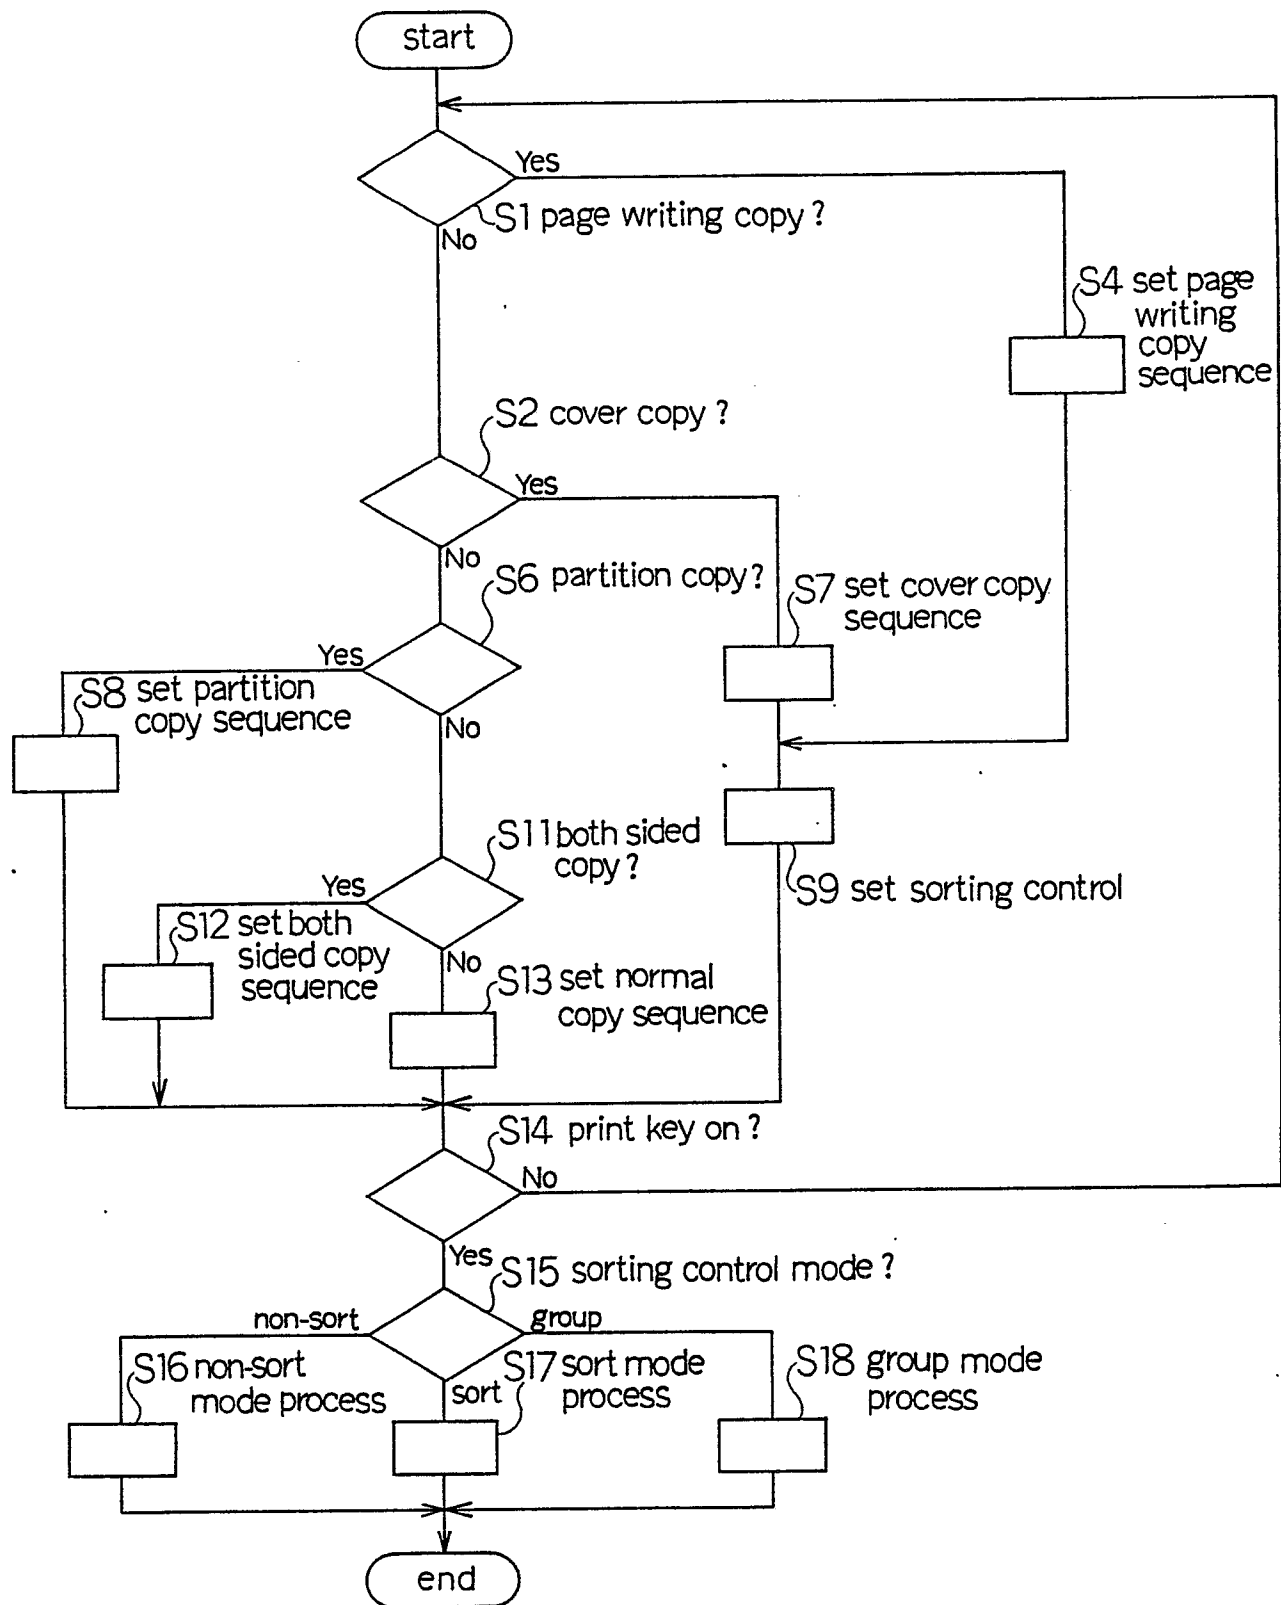 start
Yes
S1 page writing copy ?
No
S4 set page
writing
copy
sequence
S2 cover copy ?
Yes
No
S6 partition copy?
S7 set cover copy
sequence
Yes
S8 set partition
copy sequence
No
S11 both sided
copy ?
Yes
S9 set sorting control
S12 set both
sided copy
sequence
No
S13 set normal
copy sequence
S14 print key on ?
No
Yes
S15 sorting control mode ?
non-sort
group
S16 non-sort
mode process
sort
S17 sort mode
process
S18 group mode
process
end